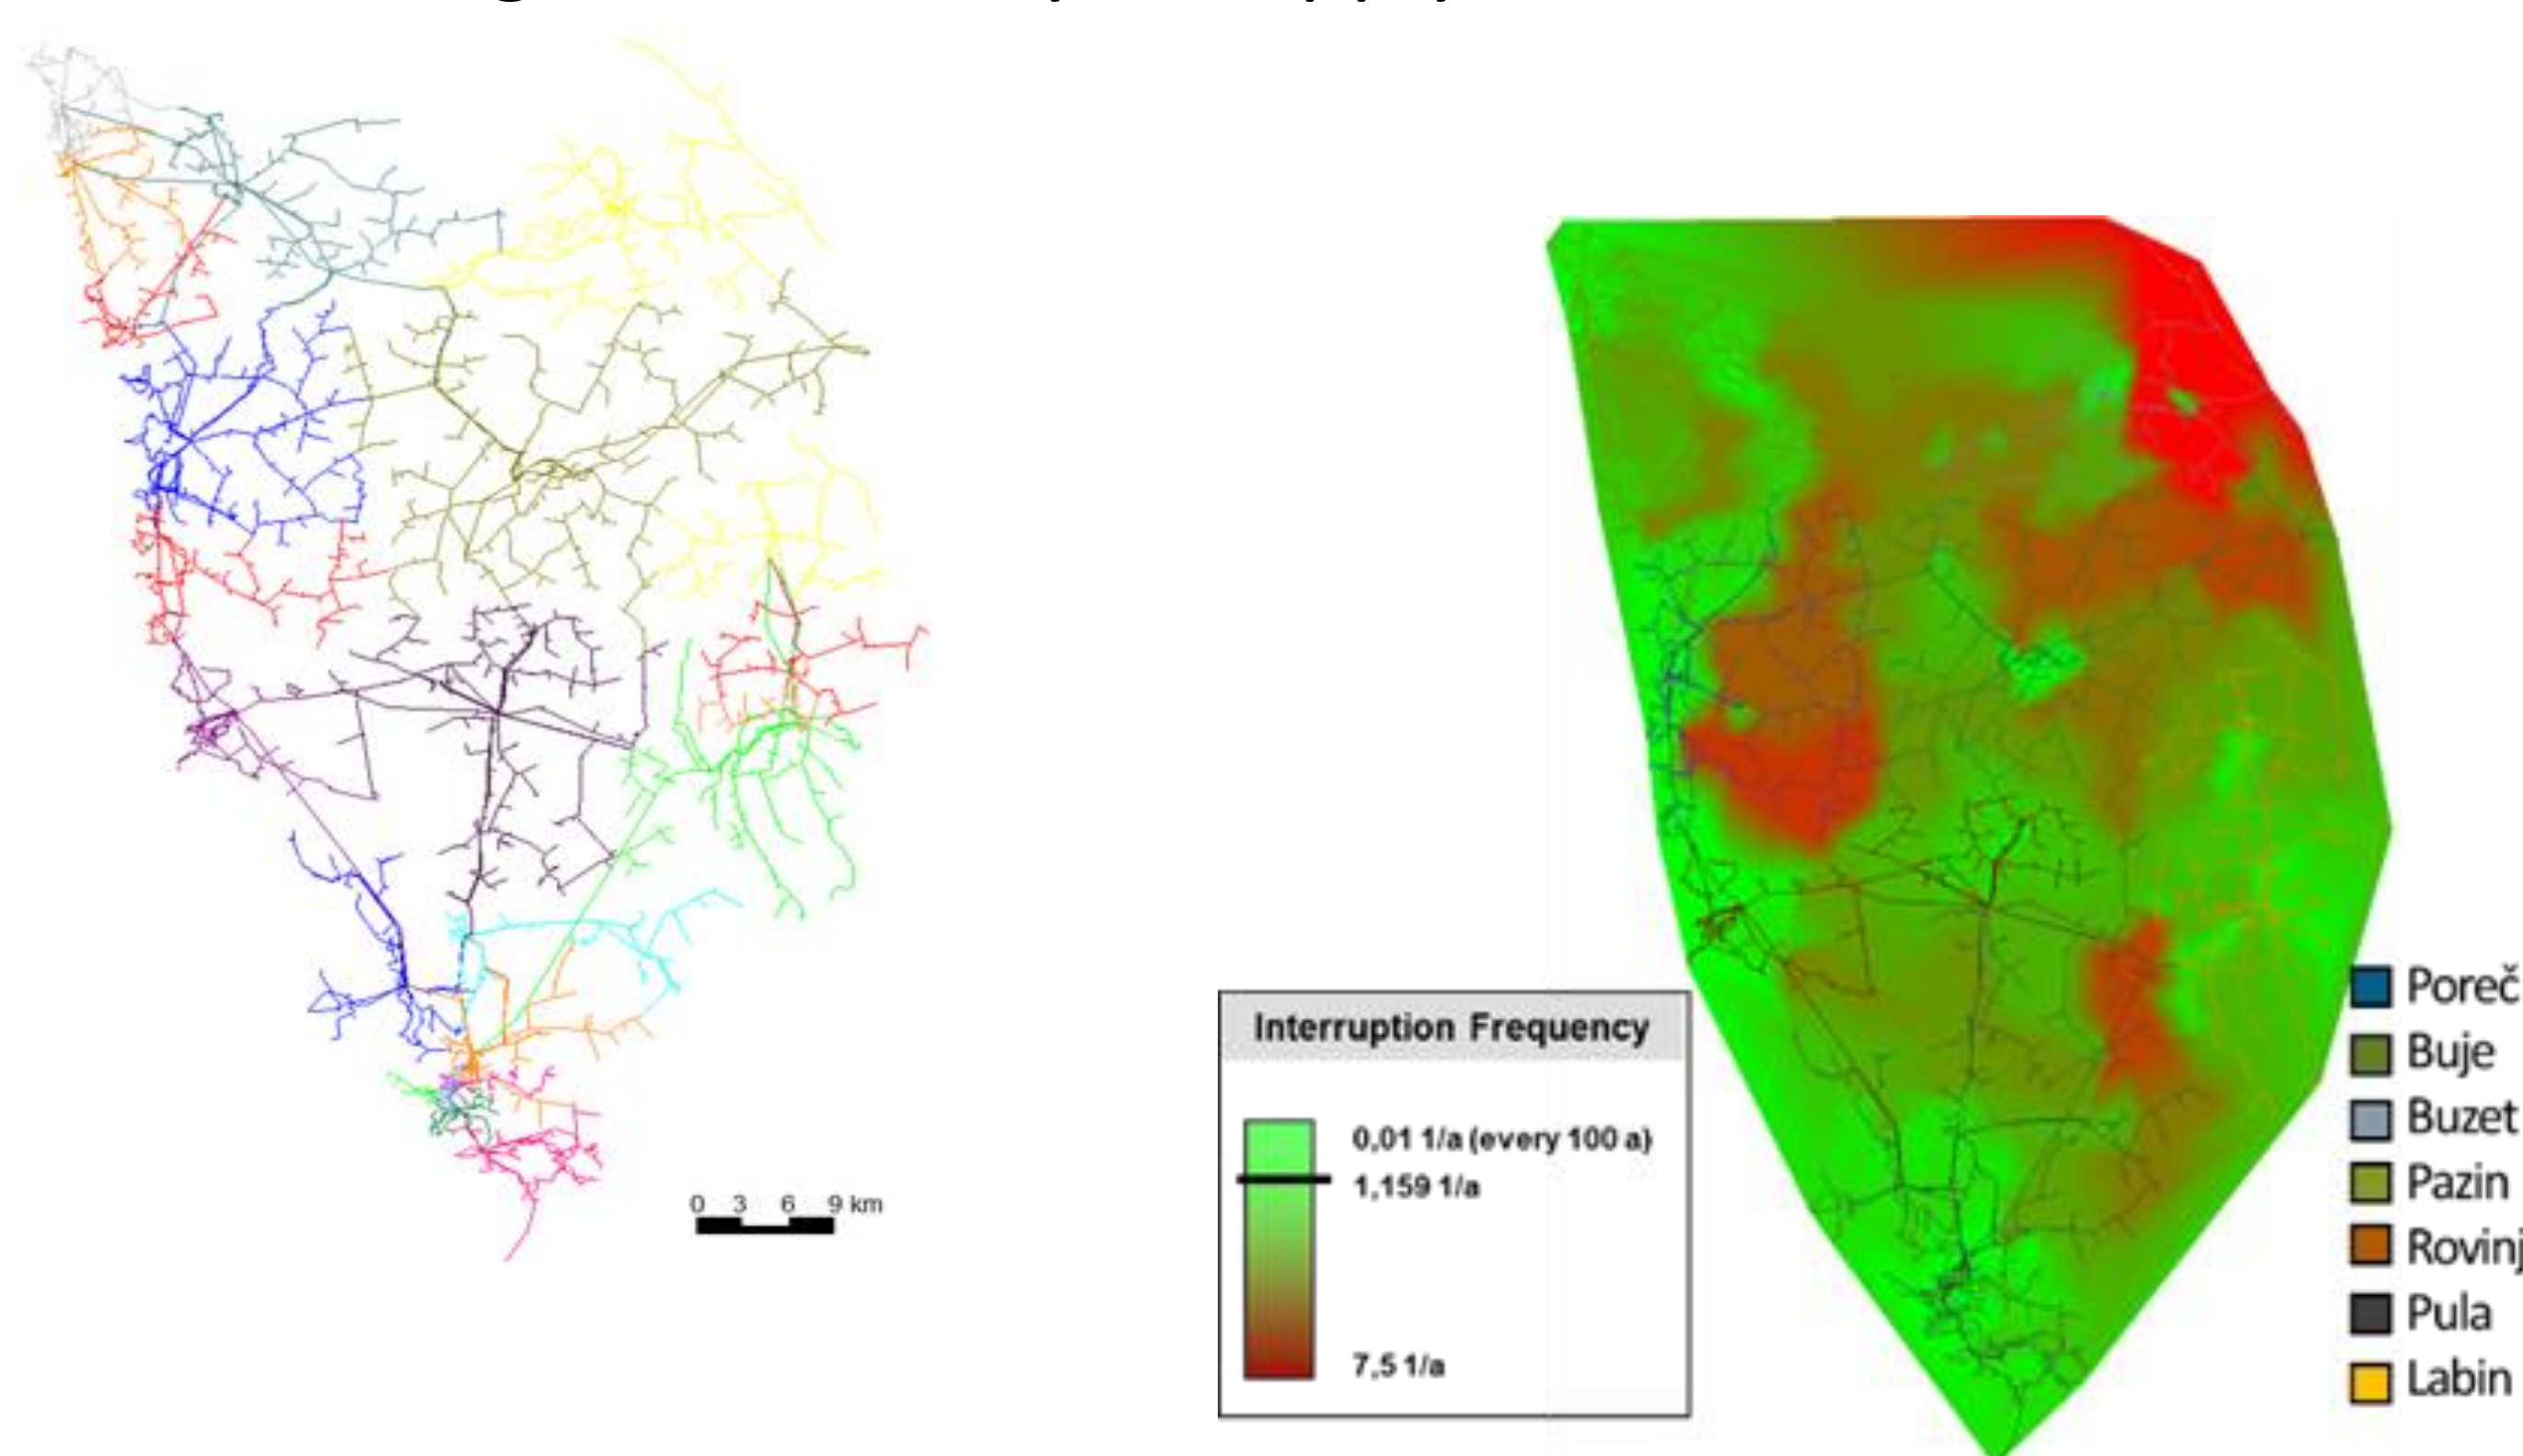 0 3 6 9 km
Interruption Frequency
0,01 1/a (every 100 a)
1,159 1/a
7,5 1/a
Poreč
Buje
Buzet
Pazin
Rovinj
Pula
Labin